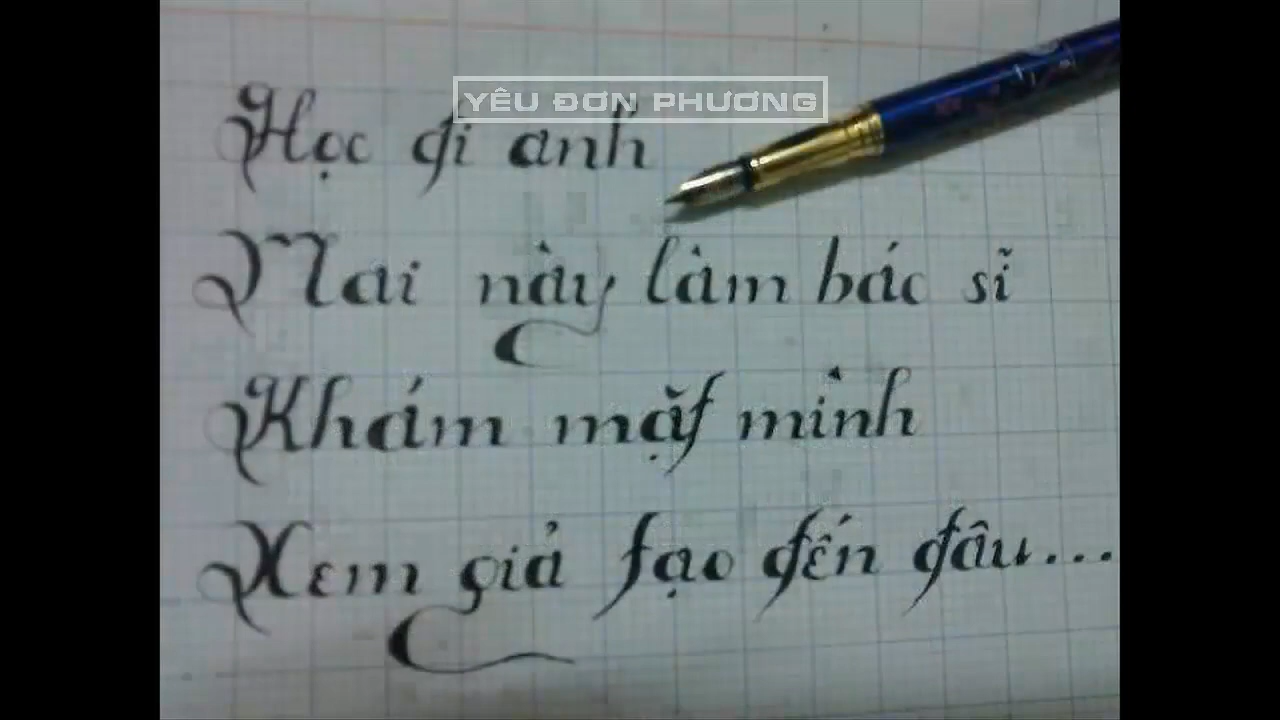 YÊU ĐƠN PHƯƠNG
Học đi anh
Mai này làm bác sĩ
Khám mặt mình
Xem giả tạo đến đâu...